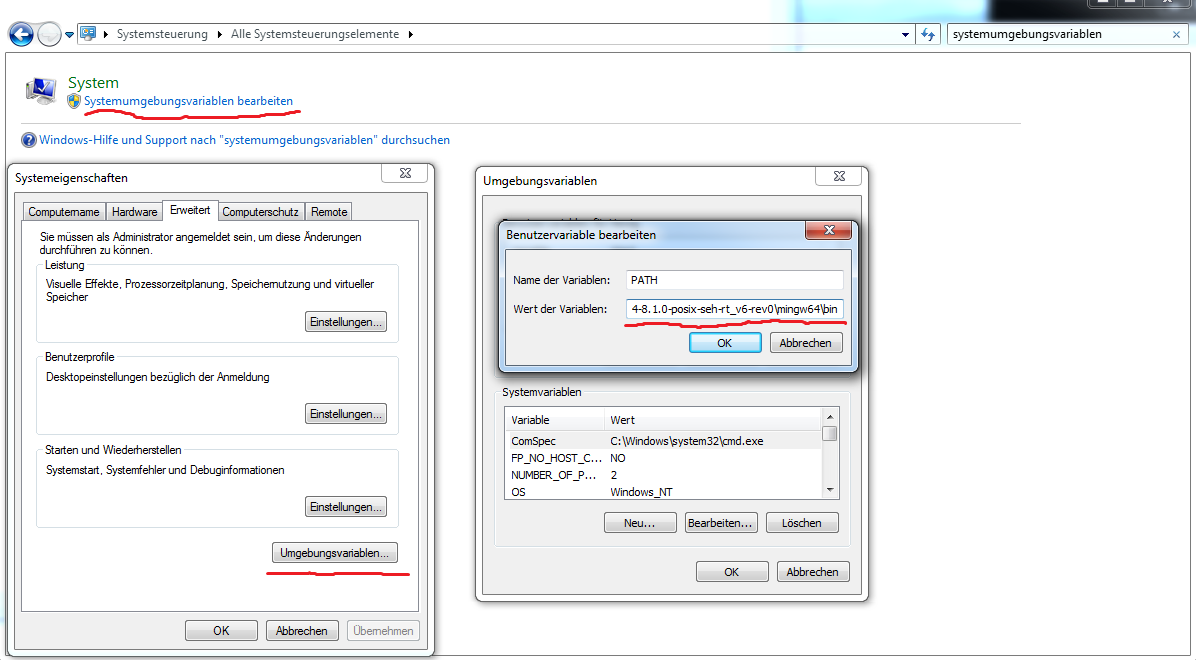 Systemsteuerung
Alle Systemsteuerungselemente
systemumgebungsvariablen
System
Systemumgebungsvariablen bearbeiten
Windows-Hilfe und Support nach "systemumgebungsvariablen" durchsuchen
Systemeigenschaften
Computername Hardware Erweitert Computerschutz Remote
Sie müssen als Administrator angemeldet sein, um diese Änderungen
durchführen zu können.
Leistung
Visuelle Effekte, Prozessorzeitplanung, Speichernutzung und virtueller
Speicher
Einstellungen...
Benutzerprofile
Desktopeinstellungen bezüglich der Anmeldung
Einstellungen...
Starten und Wiederherstellen
Systemstart, Systemfehler und Debuginformationen
Einstellungen...
Umgebungsvariablen...
OK Abbrechen Übernehmen
Umgebungsvariablen
Benutzervariable bearbeiten
Name der Variablen: PATH
Wert der Variablen: 4-8.1.0-posix-seh-rt_v6-rev0\mingw64\bin
OK Abbrechen
Systemvariablen
Variable Wert
ComSpec C:\Windows\system32\cmd.exe
FP_NO_HOST_C... NO
NUMBER_OF_P... 2
OS Windows_NT
Neu... Bearbeiten... Löschen
OK Abbrechen